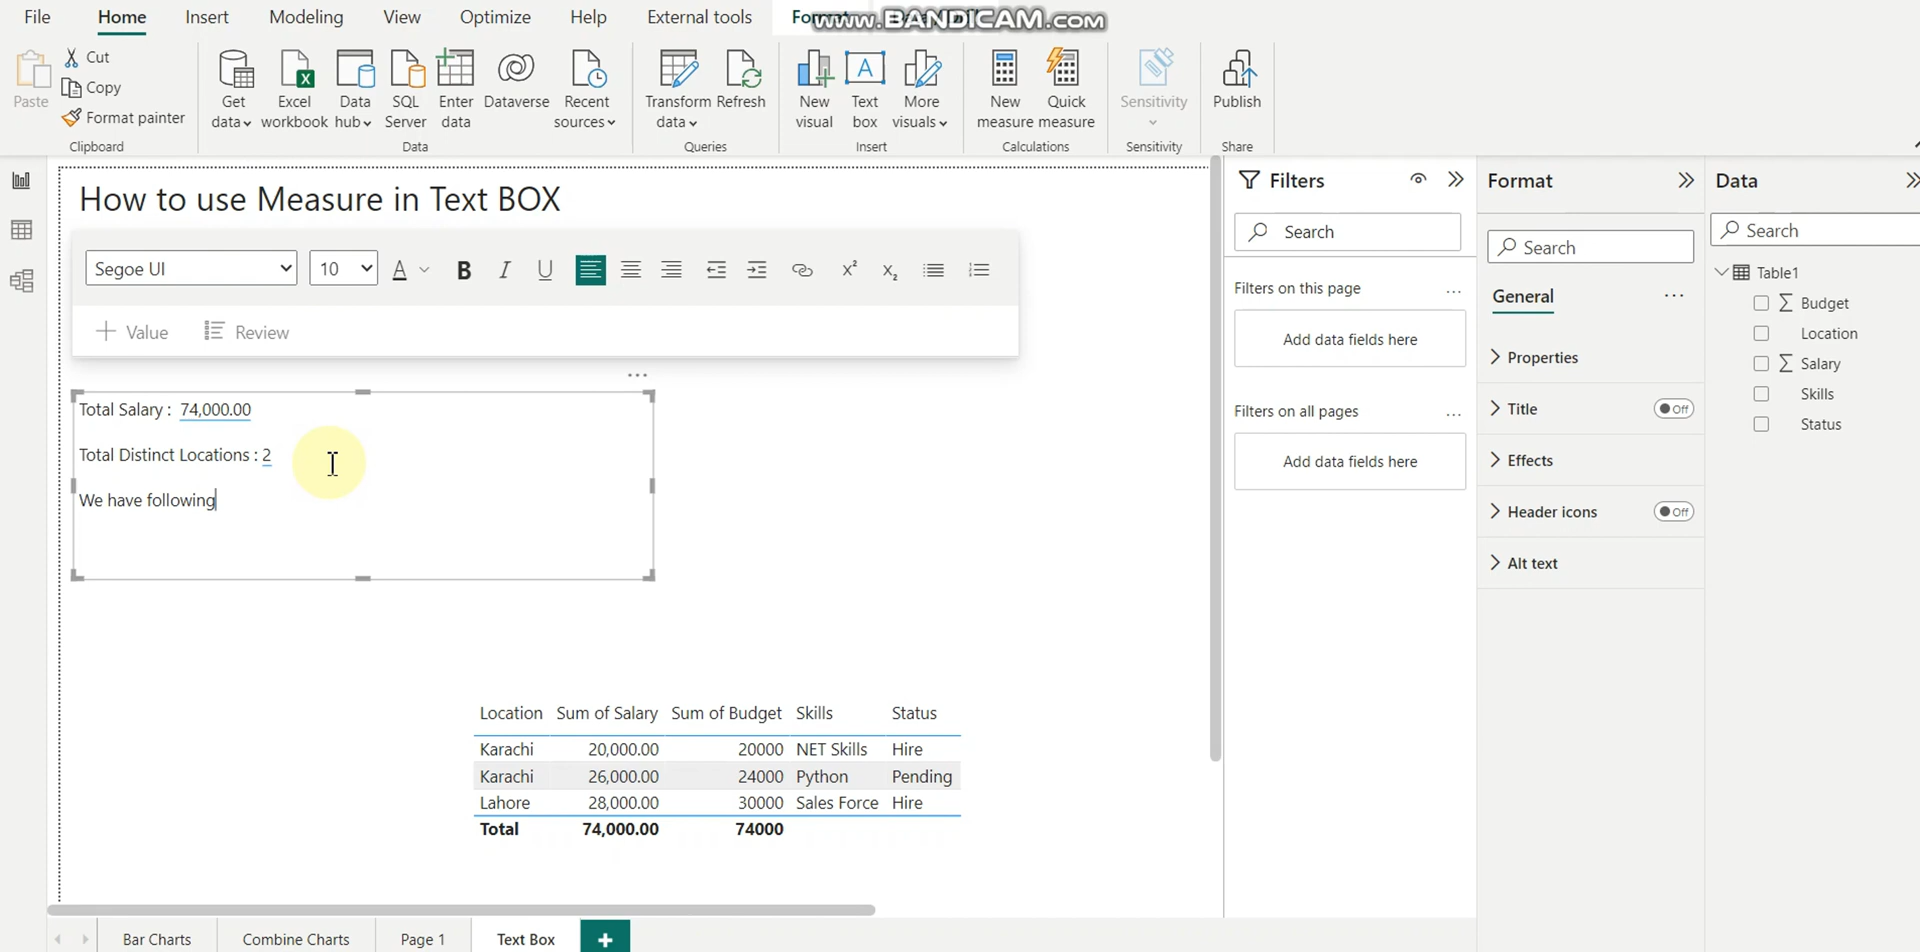 File Home Insert Modeling View Optimize Help External tools
www.BANDICAM.com
Paste Cut
Copy
Format painter
Clipboard
Get data
Excel workbook
Data hub
SQL Server
Enter data
Dataverse
Recent sources
Data
Transform data
Refresh
Queries
New visual
Text box
More visuals
Insert
New measure
Quick measure
Calculations
Sensitivity
Sensitivity
Publish
Share
How to use Measure in Text BOX
Segoe UI 10 A B I U x² x₂
+ Value Review
Total Salary : 74,000.00
Total Distinct Locations : 2
We have following
Location Sum of Salary Sum of Budget Skills Status
Karachi 20,000.00 20000 NET Skills Hire
Karachi 26,000.00 24000 Python Pending
Lahore 28,000.00 30000 Sales Force Hire
Total 74,000.00 74000
Filters
Search
Filters on this page ...
Add data fields here
Filters on all pages ...
Add data fields here
Format
Search
General ...
Properties
Title Off
Effects
Header icons Off
Alt text
Data
Search
Table1
∑ Budget
Location
∑ Salary
Skills
Status
Bar Charts Combine Charts Page 1 Text Box +